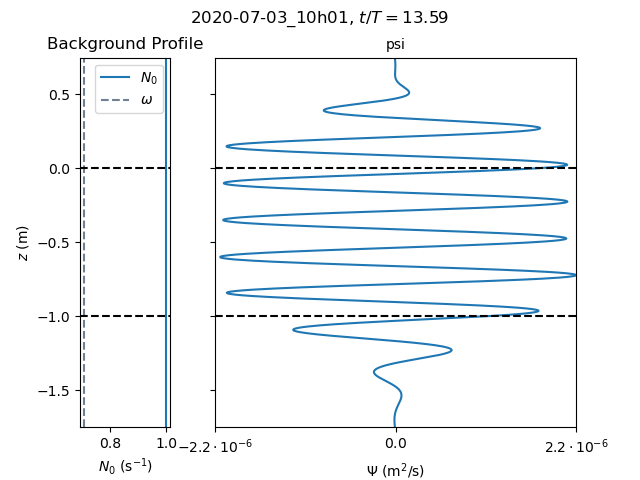 2020-07-03_10h01, t/T = 13.59
Background Profile
psi
N₀
ω
0.5
0.0
−0.5
−1.0
−1.5
z (m)
0.8
1.0
−2.2 · 10⁻⁶
0.0
2.2 · 10⁻⁶
N₀ (s⁻¹)
Ψ (m²/s)